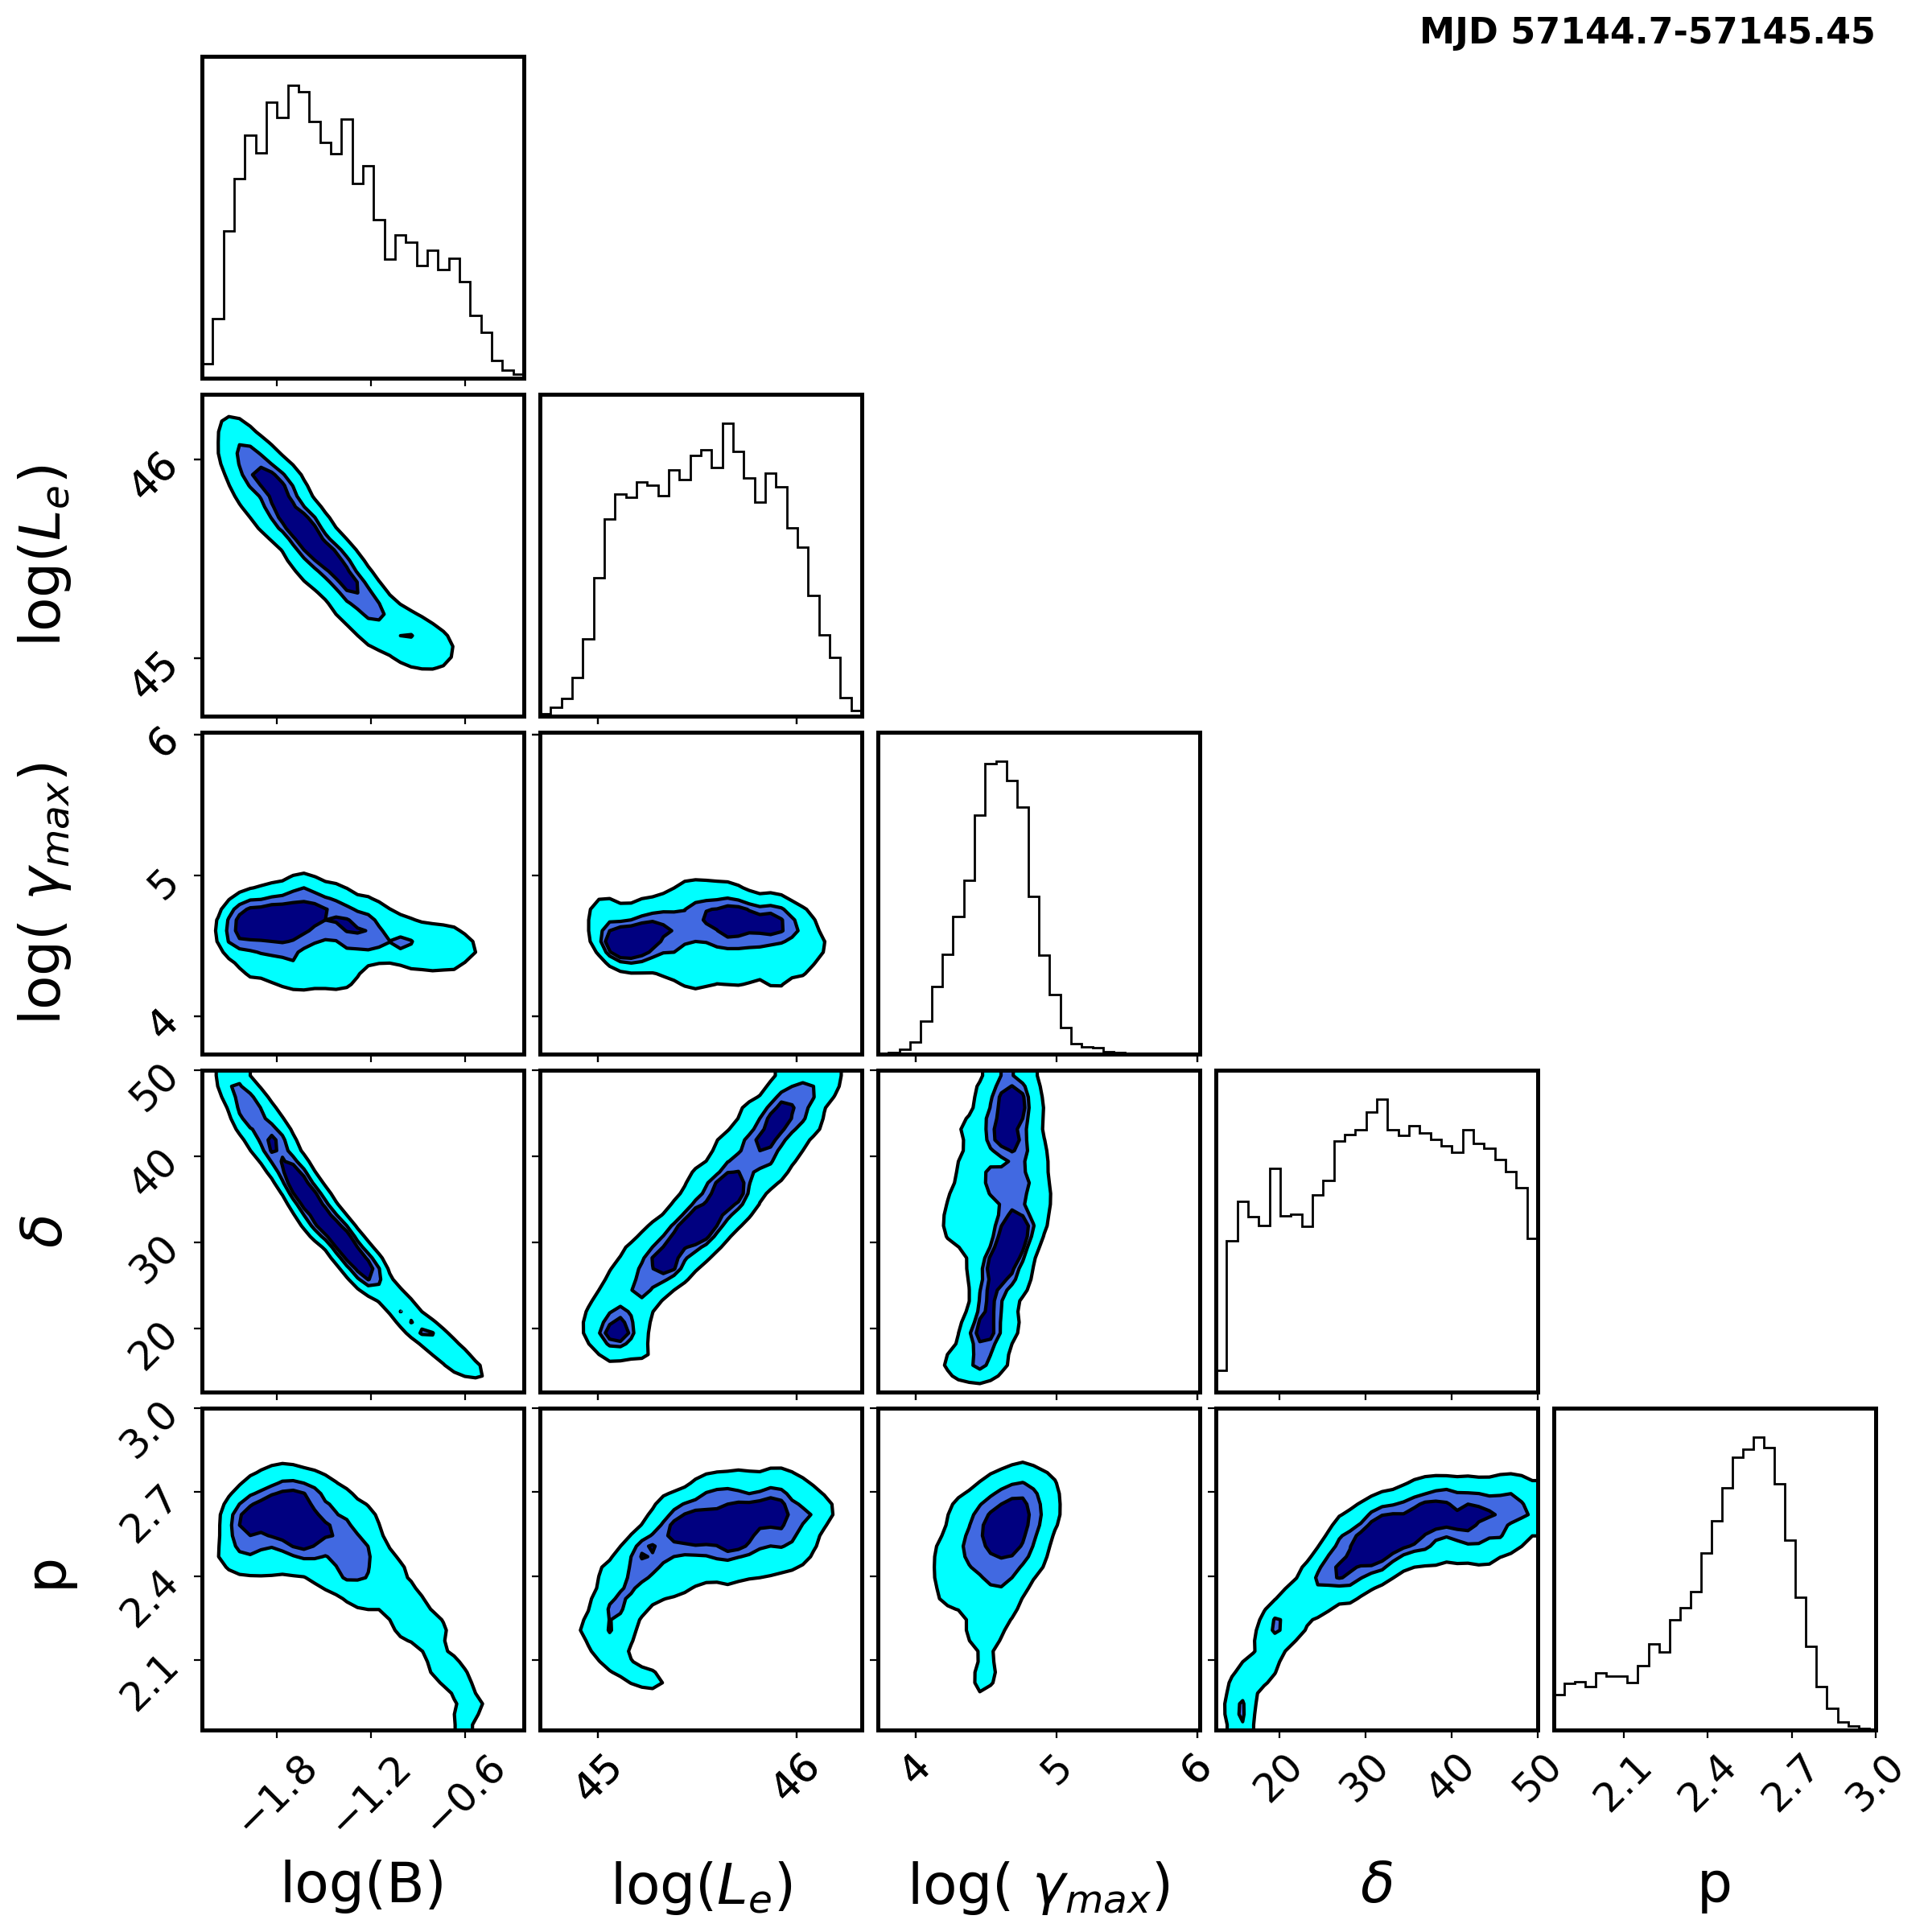 MJD 57144.7-57145.45
log(Lₑ)
46
45
log( γₘₐₓ)
6
5
4
δ
50
40
30
20
p
3.0
2.7
2.4
2.1
−1.8 −1.2 −0.6 45 46 4 5 6 20 30 40 50 2.1 2.4 2.7 3.0
log(B) log(Lₑ) log( γₘₐₓ) δ p